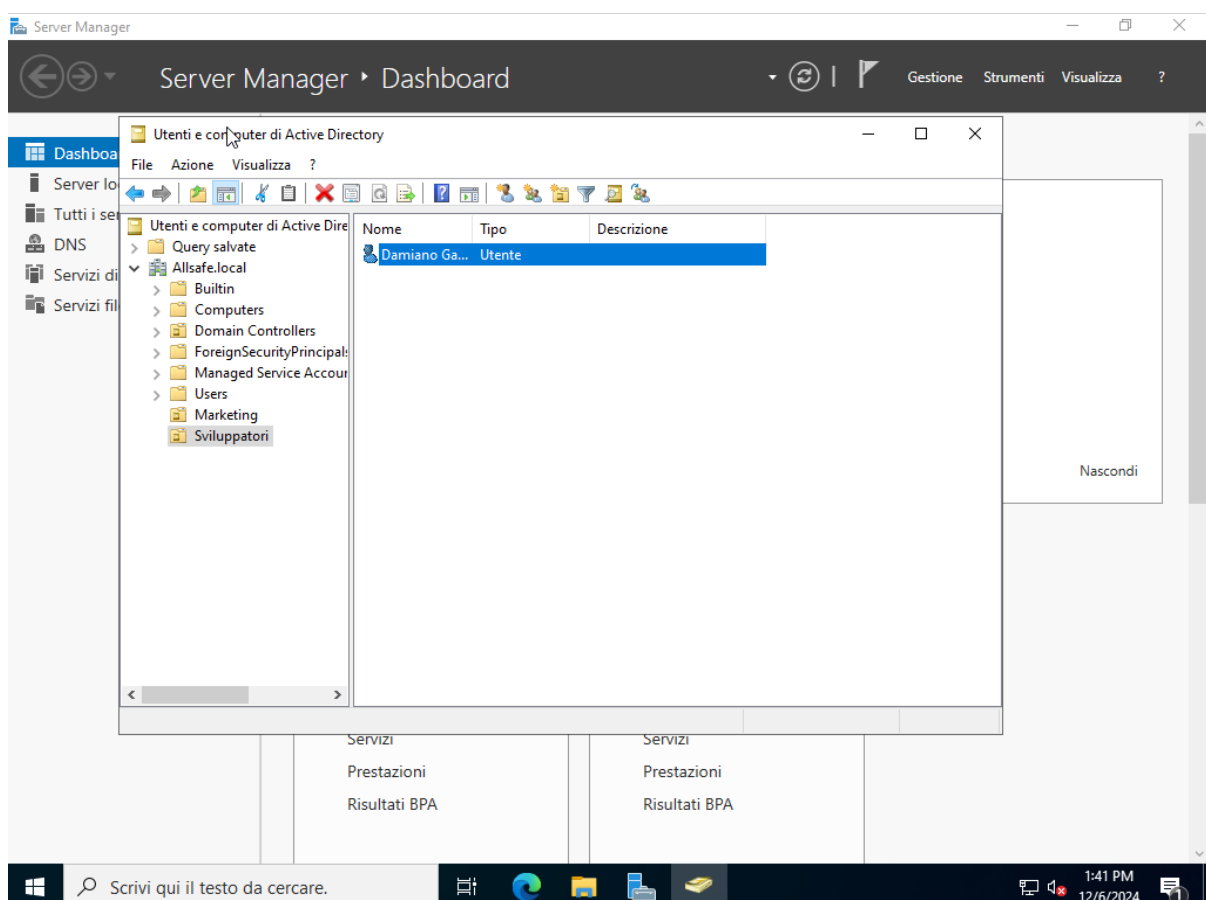 Server Manager
Server Manager • Dashboard
Gestione Strumenti Visualizza ?
Utenti e computer di Active Directory
File Azione Visualizza ?
Dashboa
Server lo
Tutti i ser
DNS
Servizi di
Servizi fil
Utenti e computer di Active Dire
Query salvate
Allsafe.local
Builtin
Computers
Domain Controllers
ForeignSecurityPrincipals
Managed Service Accour
Users
Marketing
Sviluppatori
Nome Tipo Descrizione
Damiano Ga... Utente
Nascondi
Servizi
Prestazioni
Risultati BPA
Servizi
Prestazioni
Risultati BPA
Scrivi qui il testo da cercare.
1:41 PM
12/6/2024
1